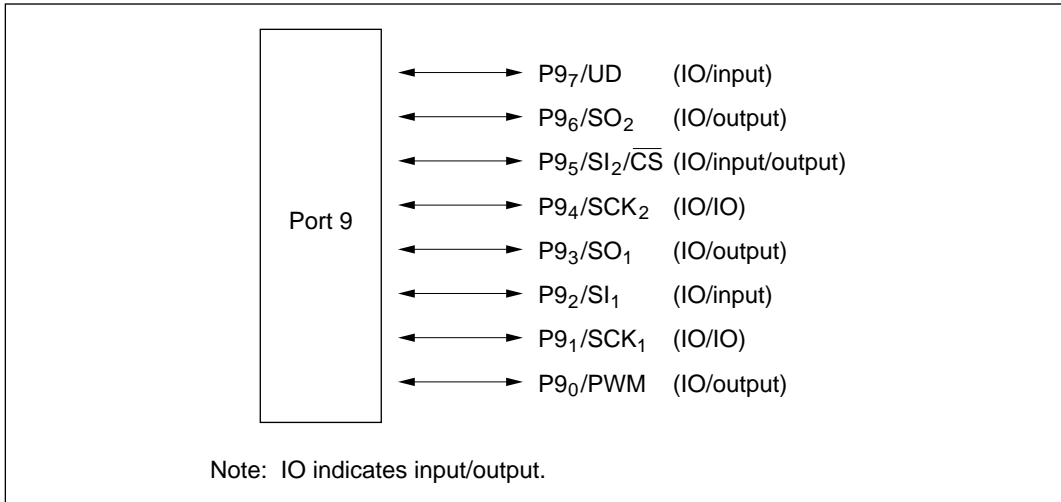 Port 9
P9₇/UD (IO/input)
P9₆/SO₂ (IO/output)
P9₅/SI₂/C̅S̅ (IO/input/output)
P9₄/SCK₂ (IO/IO)
P9₃/SO₁ (IO/output)
P9₂/SI₁ (IO/input)
P9₁/SCK₁ (IO/IO)
P9₀/PWM (IO/output)
Note: IO indicates input/output.